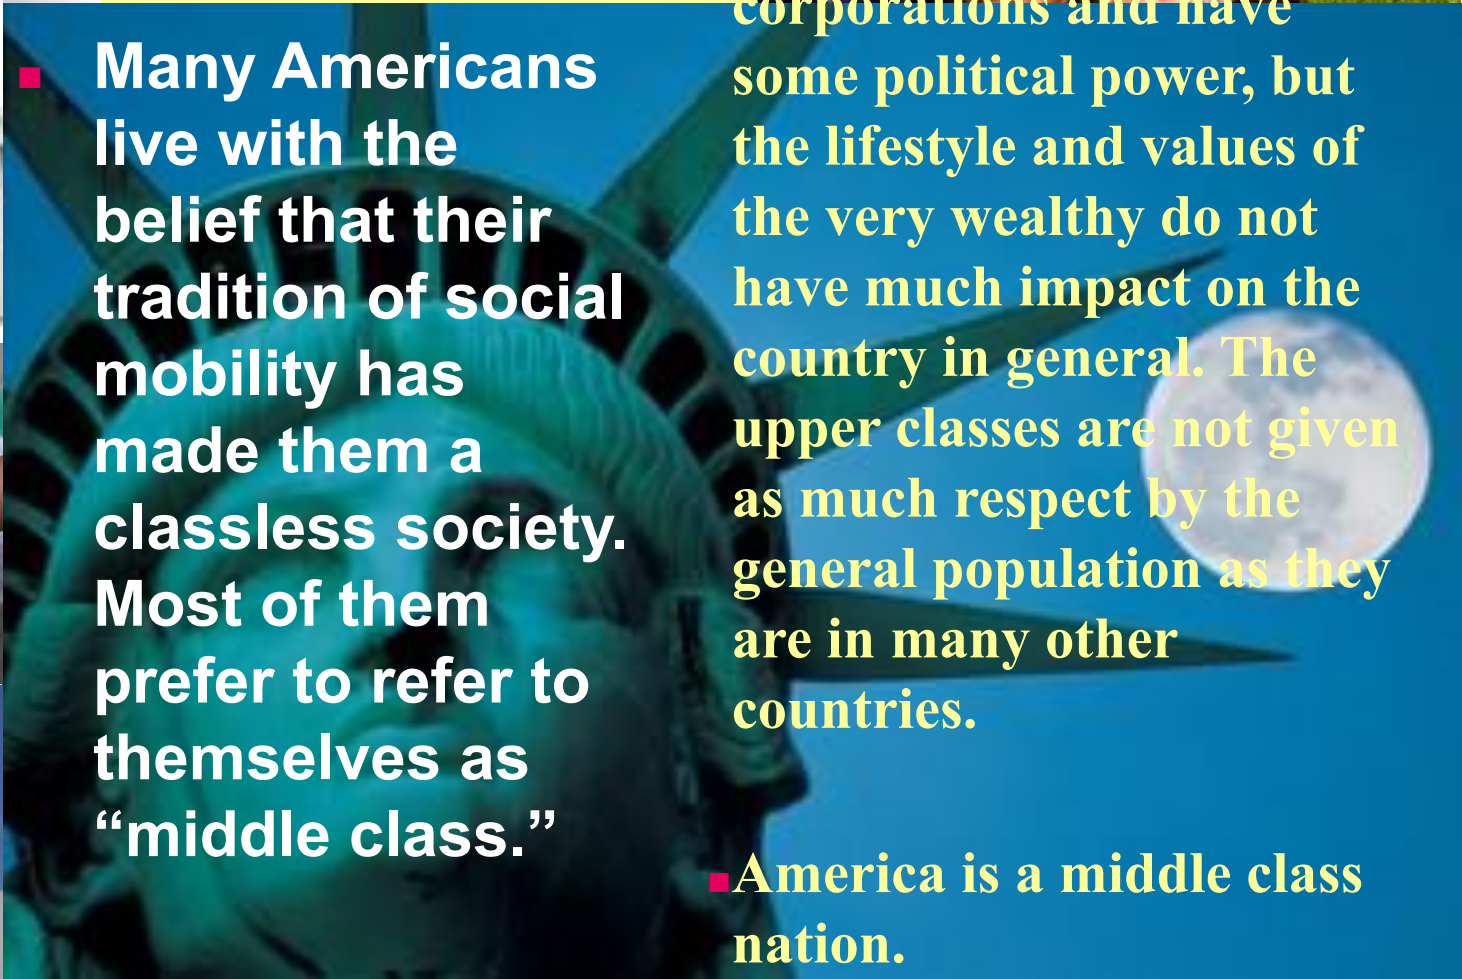 Many Americans
live with the
belief that their
tradition of social
mobility has
made them a
classless society.
Most of them
prefer to refer to
themselves as
“middle class.”
corporations and have
some political power, but
the lifestyle and values of
the very wealthy do not
have much impact on the
country in general. The
upper classes are not given
as much respect by the
general population as they
are in many other
countries.
America is a middle class
nation.